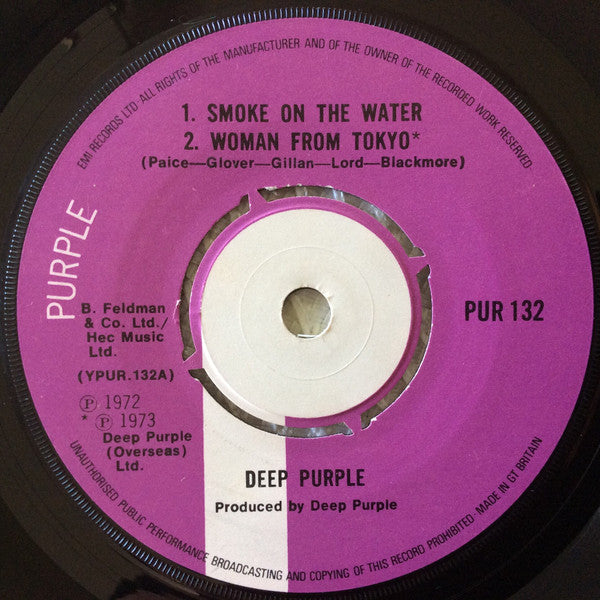 EMI RECORDS LTD·ALL RIGHTS OF THE MANUFACTURER AND OF THE OWNER OF THE RECORDED WORK RESERVED
1. SMOKE ON THE WATER
2. WOMAN FROM TOKYO*
(Paice—Glover—Gillan—Lord—Blackmore)
PURPLE
B. Feldman
& Co. Ltd./
Hec Music
Ltd.
(YPUR.132A)
Ⓟ 1972
* Ⓟ 1973
Deep Purple
(Overseas)
Ltd.
PUR 132
DEEP PURPLE
Produced by Deep Purple
UNAUTHORISED PUBLIC PERFORMANCE BROADCASTING AND COPYING OF THIS RECORD PROHIBITED·MADE IN GT BRITAIN